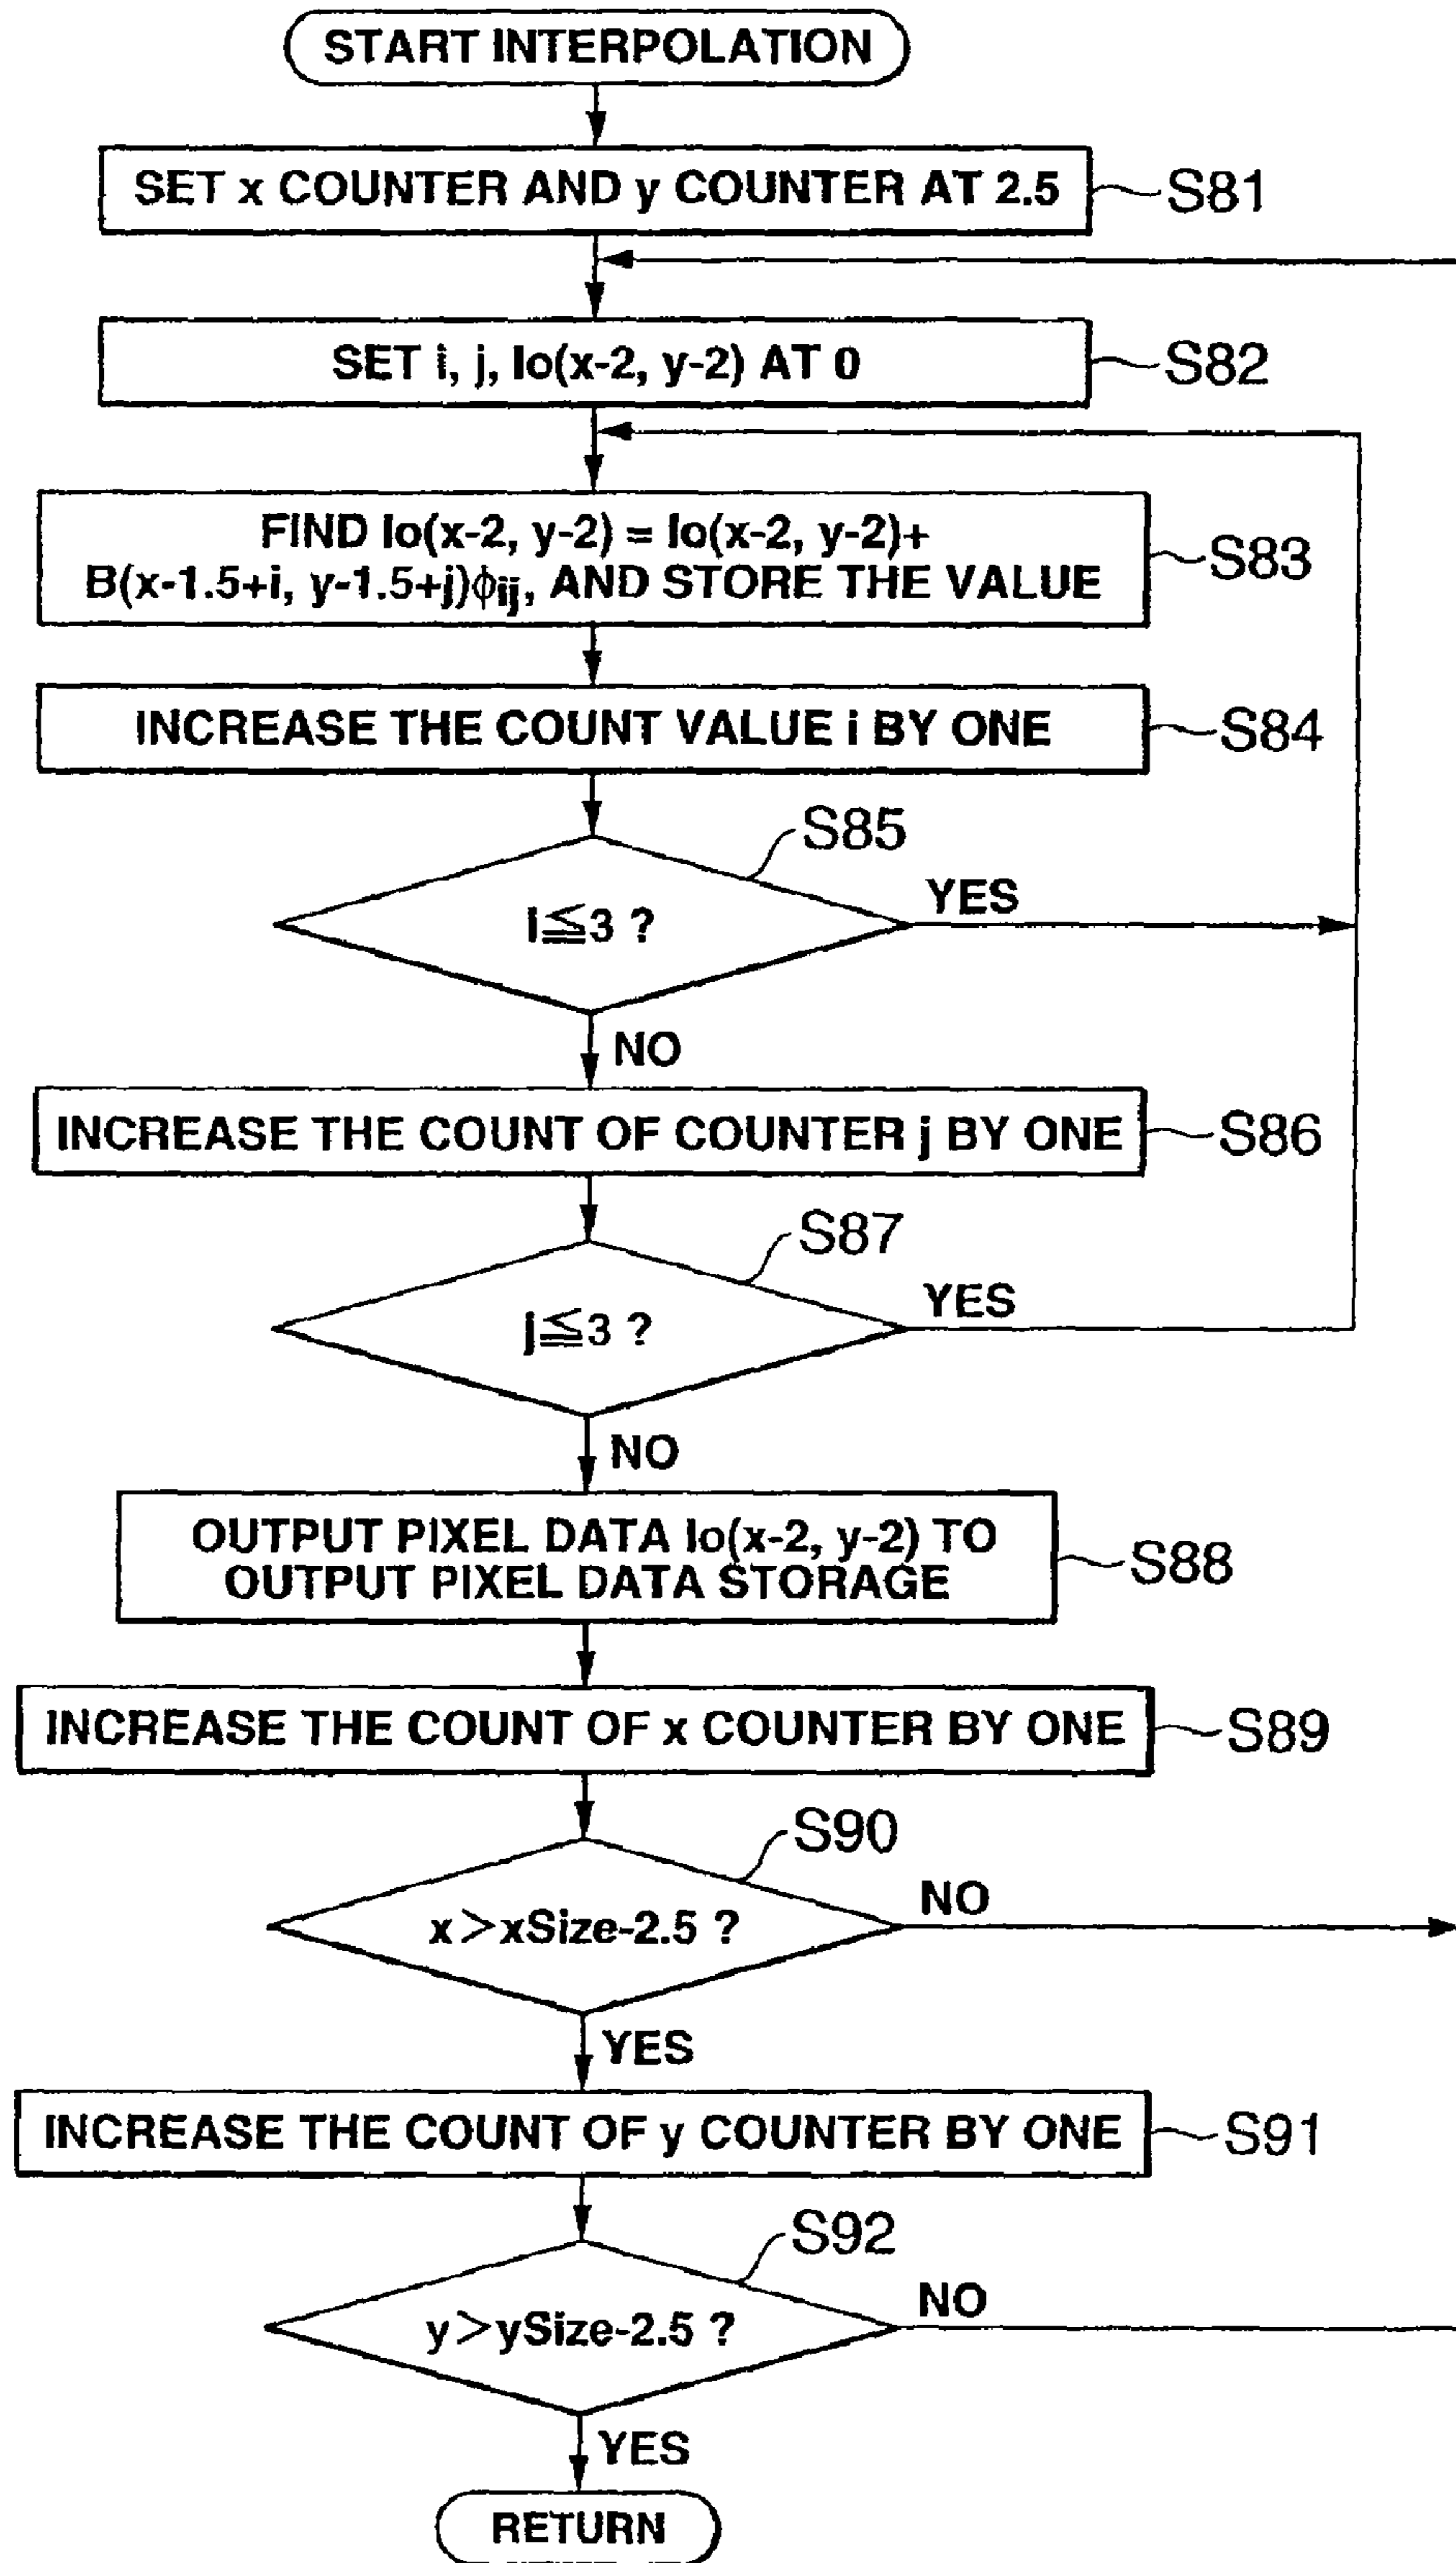 START INTERPOLATION
SET x COUNTER AND y COUNTER AT 2.5
S81
SET i, j, Io(x-2, y-2) AT 0
S82
FIND Io(x-2, y-2) = Io(x-2, y-2)+
B(x-1.5+i, y-1.5+j)ϕij, AND STORE THE VALUE
S83
INCREASE THE COUNT VALUE i BY ONE
S84
S85
i≦3 ?
YES
NO
INCREASE THE COUNT OF COUNTER j BY ONE
S86
S87
j≦3 ?
YES
NO
OUTPUT PIXEL DATA Io(x-2, y-2) TO
OUTPUT PIXEL DATA STORAGE
S88
INCREASE THE COUNT OF x COUNTER BY ONE
S89
S90
x>xSize-2.5 ?
NO
YES
INCREASE THE COUNT OF y COUNTER BY ONE
S91
S92
y>ySize-2.5 ?
NO
YES
RETURN